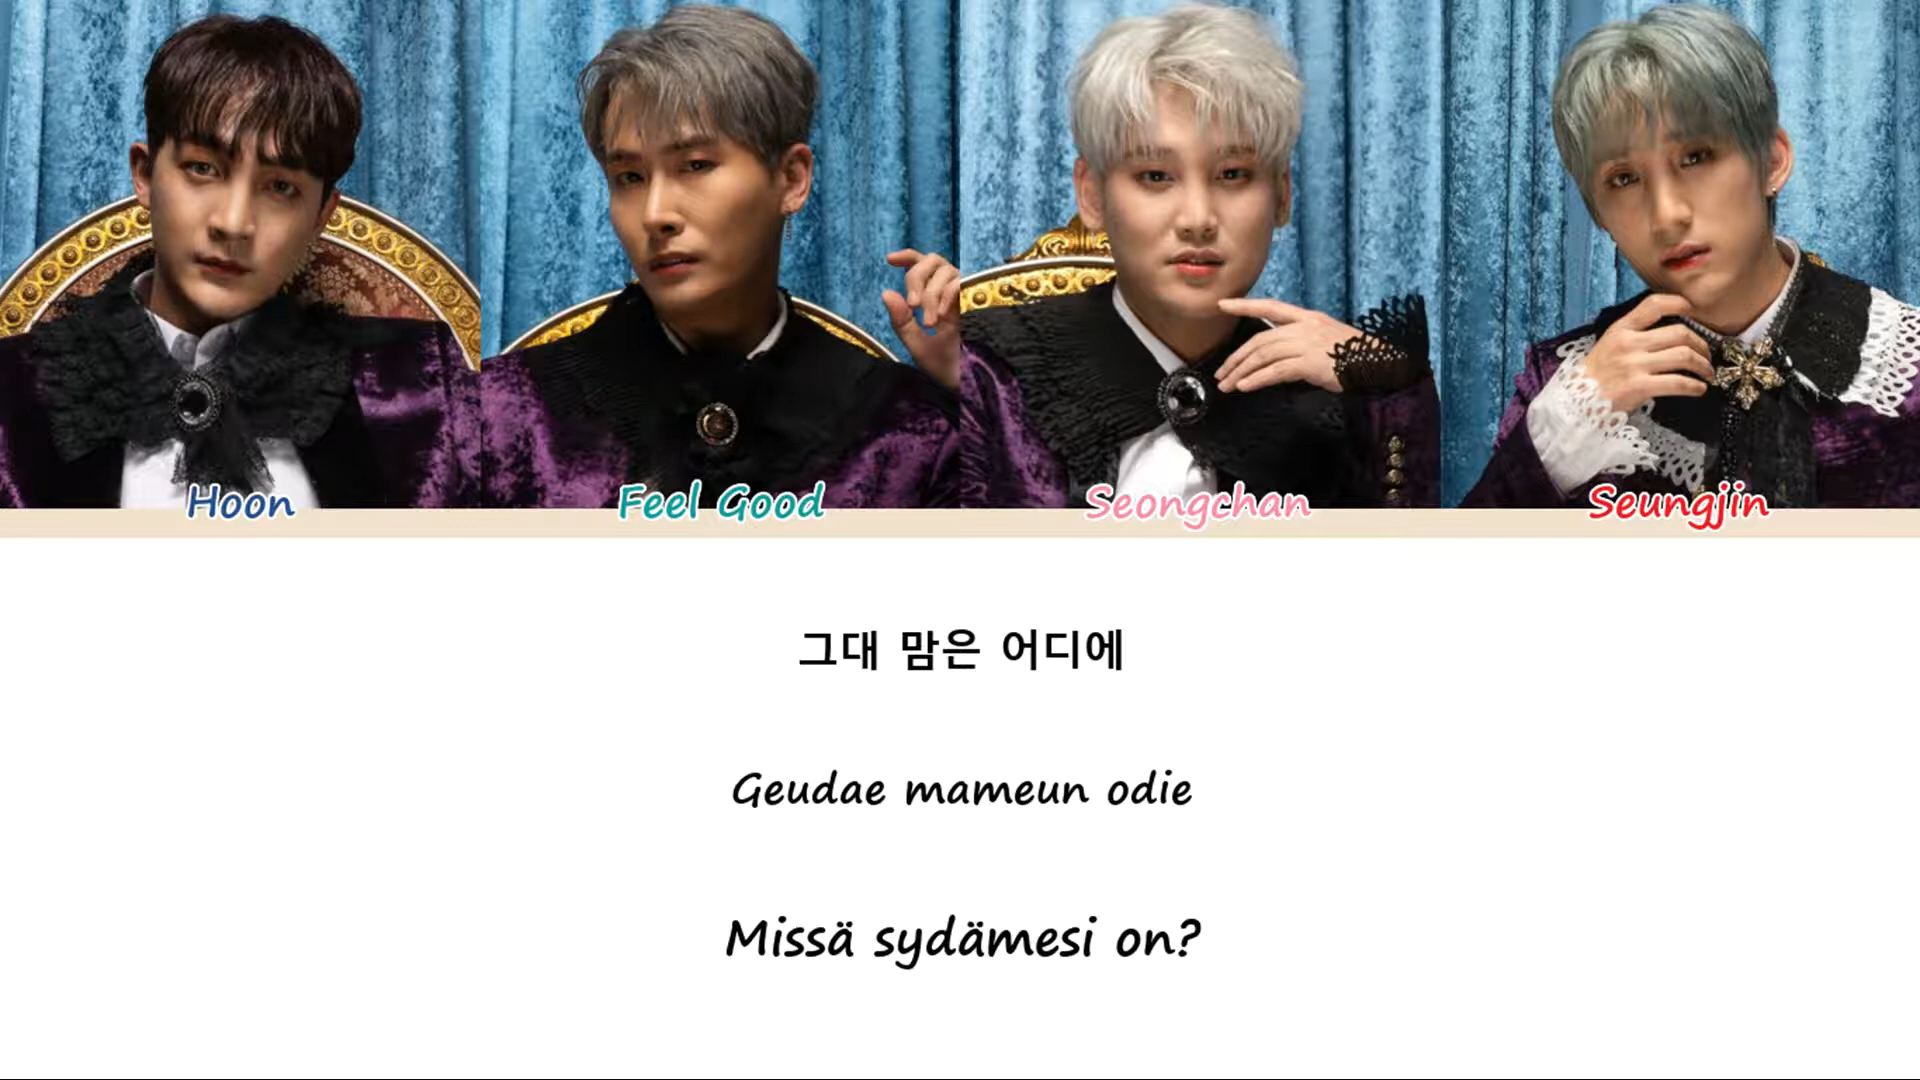 Hoon
Feel Good
Seongchan
Seungjin
그대 맘은 어디에
Geudae mameun odie
Missä sydämesi on?